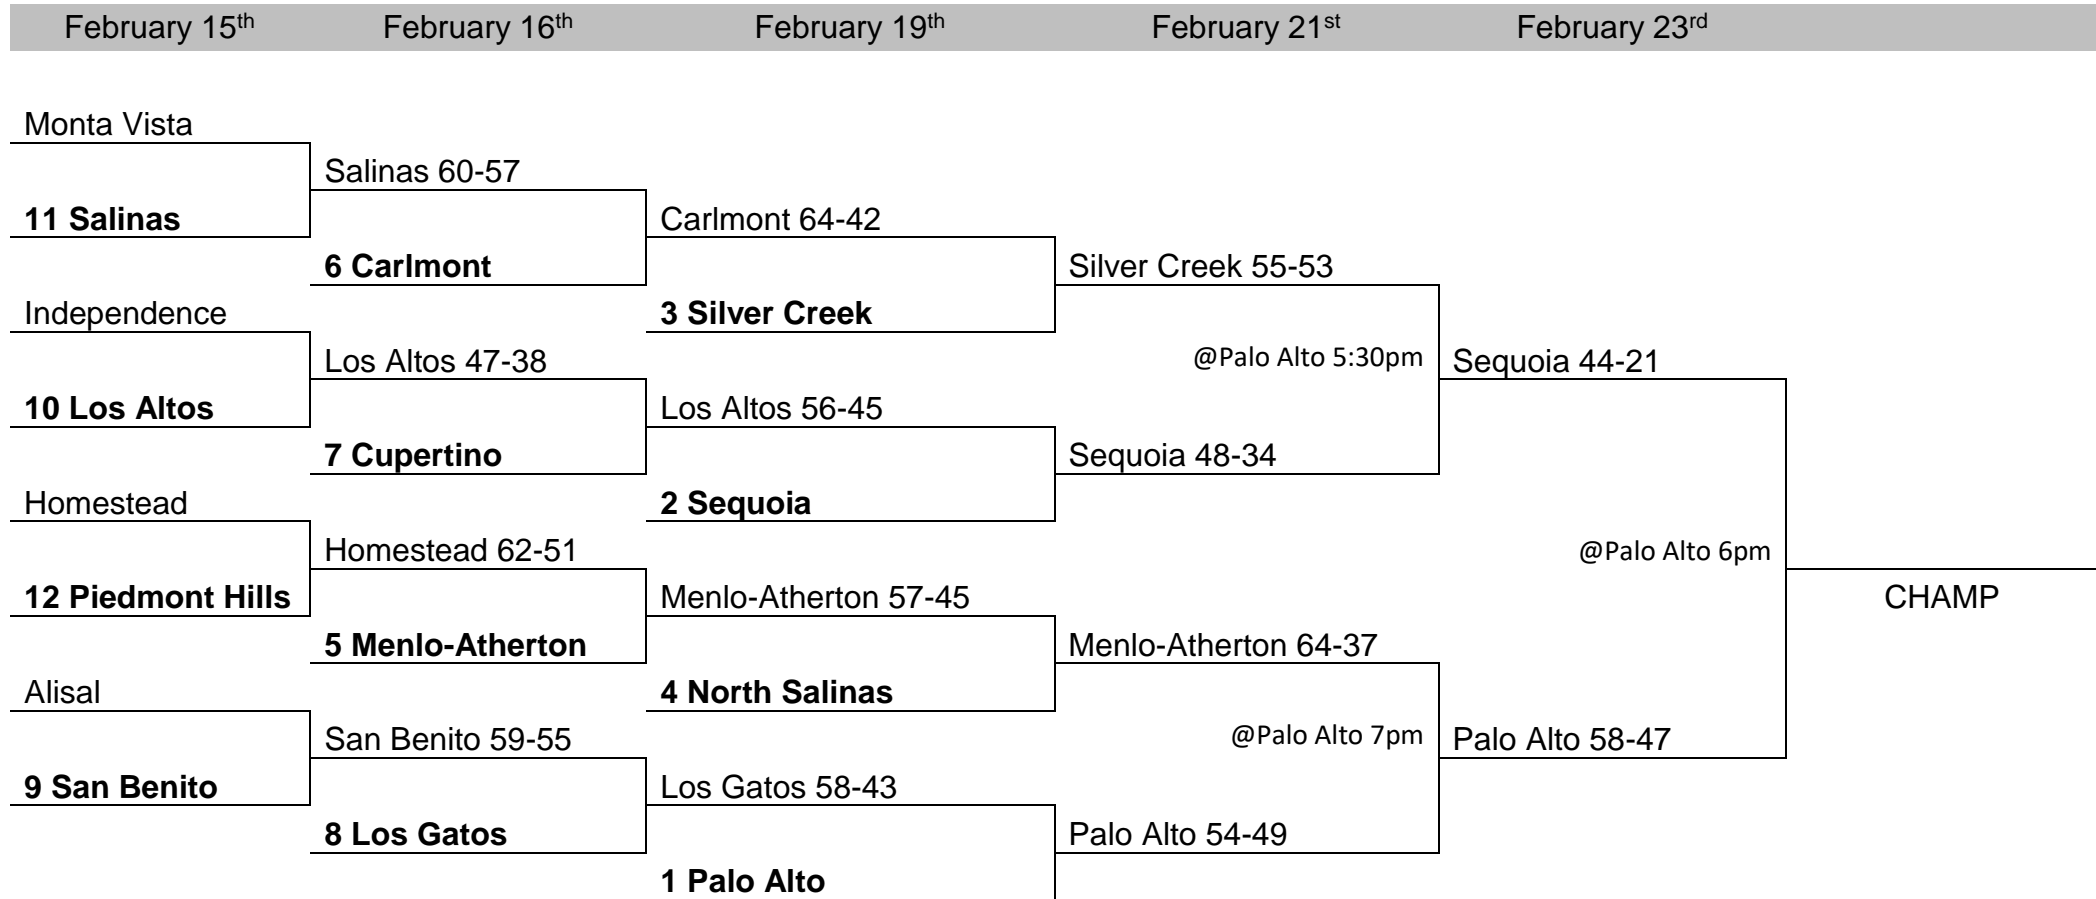 February 15th February 16th February 19th February 21st February 23rd
Monta Vista
Salinas 60-57
11 Salinas
Carlmont 64-42
6 Carlmont
Silver Creek 55-53
Independence
3 Silver Creek
Los Altos 47-38
@Palo Alto 5:30pm
Sequoia 44-21
10 Los Altos
Los Altos 56-45
7 Cupertino
Sequoia 48-34
Homestead
2 Sequoia
Homestead 62-51
@Palo Alto 6pm
12 Piedmont Hills
Menlo-Atherton 57-45
CHAMP
5 Menlo-Atherton
Menlo-Atherton 64-37
Alisal
4 North Salinas
San Benito 59-55
@Palo Alto 7pm
Palo Alto 58-47
9 San Benito
Los Gatos 58-43
8 Los Gatos
Palo Alto 54-49
1 Palo Alto